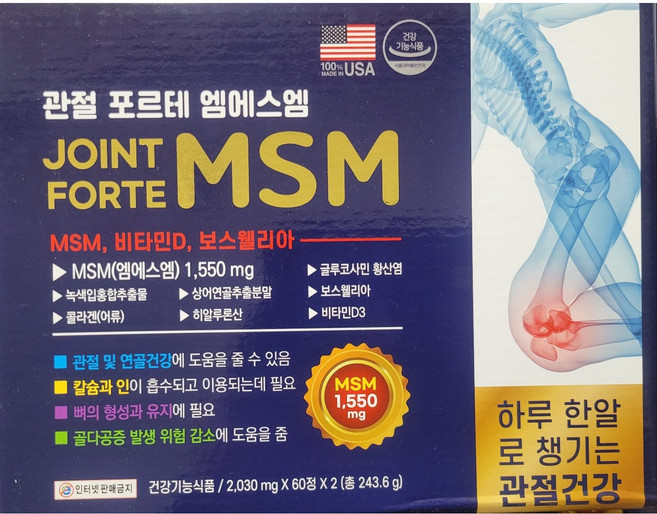 100%
MADE IN USA
건강
기능식품
식품의약품안전처
관절 포르테 엠에스엠
JOINT
FORTE
MSM
MSM, 비타민D, 보스웰리아
▶ MSM(엠에스엠) 1,550 mg ▶ 글루코사민 황산염
▶ 녹색입홍합추출물 ▶ 상어연골추출분말 ▶ 보스웰리아
▶ 콜라겐(어류) ▶ 히알루론산 ▶ 비타민D3
■ 관절 및 연골건강에 도움을 줄 수 있음
■ 칼슘과 인이 흡수되고 이용되는데 필요
■ 뼈의 형성과 유지에 필요
■ 골다공증 발생 위험 감소에 도움을 줌
MSM
1,550
mg
하루 한알
로 챙기는
관절건강
인터넷판매금지
건강기능식품 / 2,030 mg X 60정 X 2 (총 243.6 g)